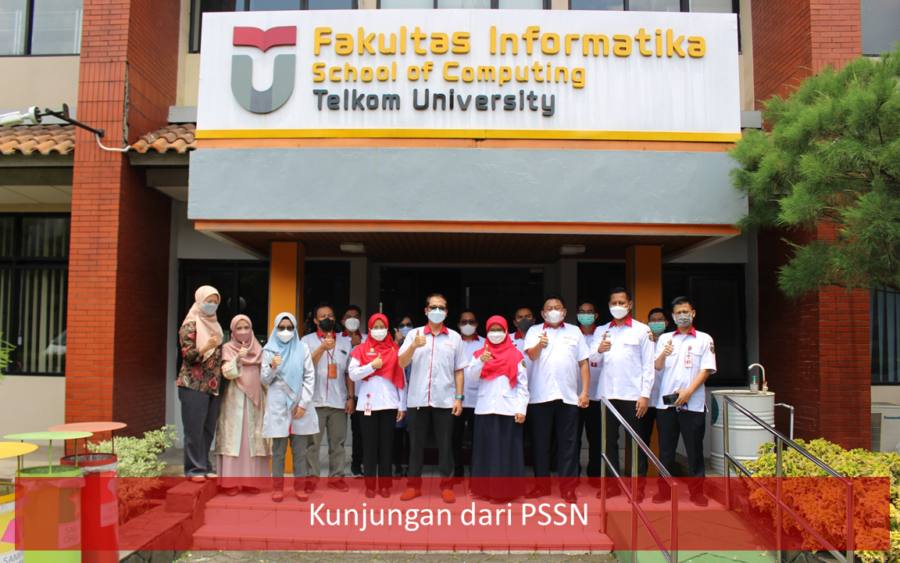 Fakultas Informatika
School of Computing
Telkom University
Kunjungan dari PSSN